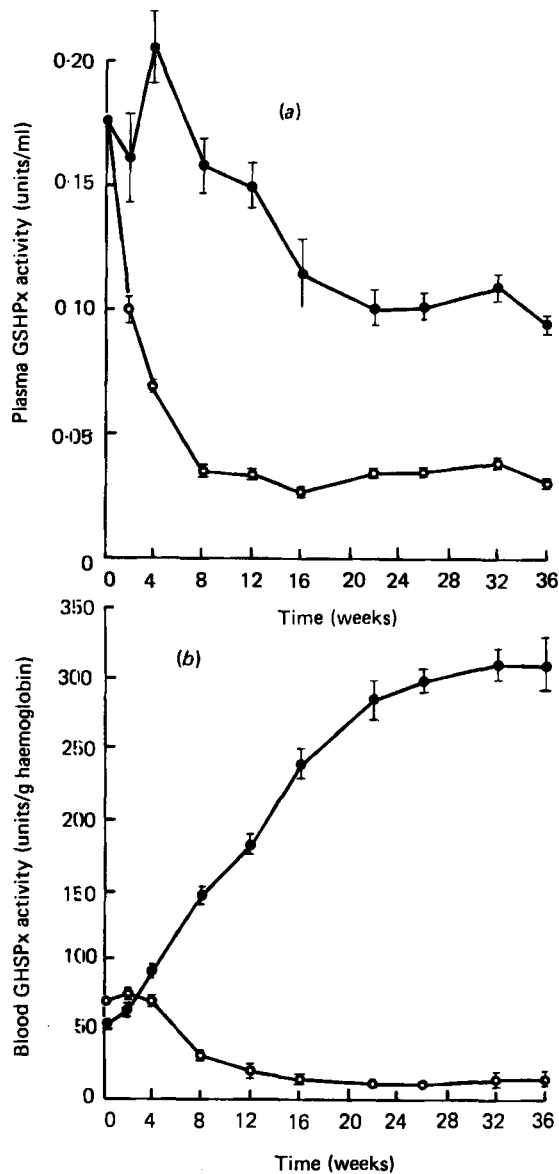 0·20
(a)
0·15
0·10
0·05
0
Plasma GSHPx activity (units/ml)
0 4 8 12 16 20 24 28 32 36
Time (weeks)
350
(b)
300
250
200
150
100
50
0
Blood GHSPx activity (units/g haemoglobin)
0 4 8 12 16 20 24 28 32 36
Time (weeks)